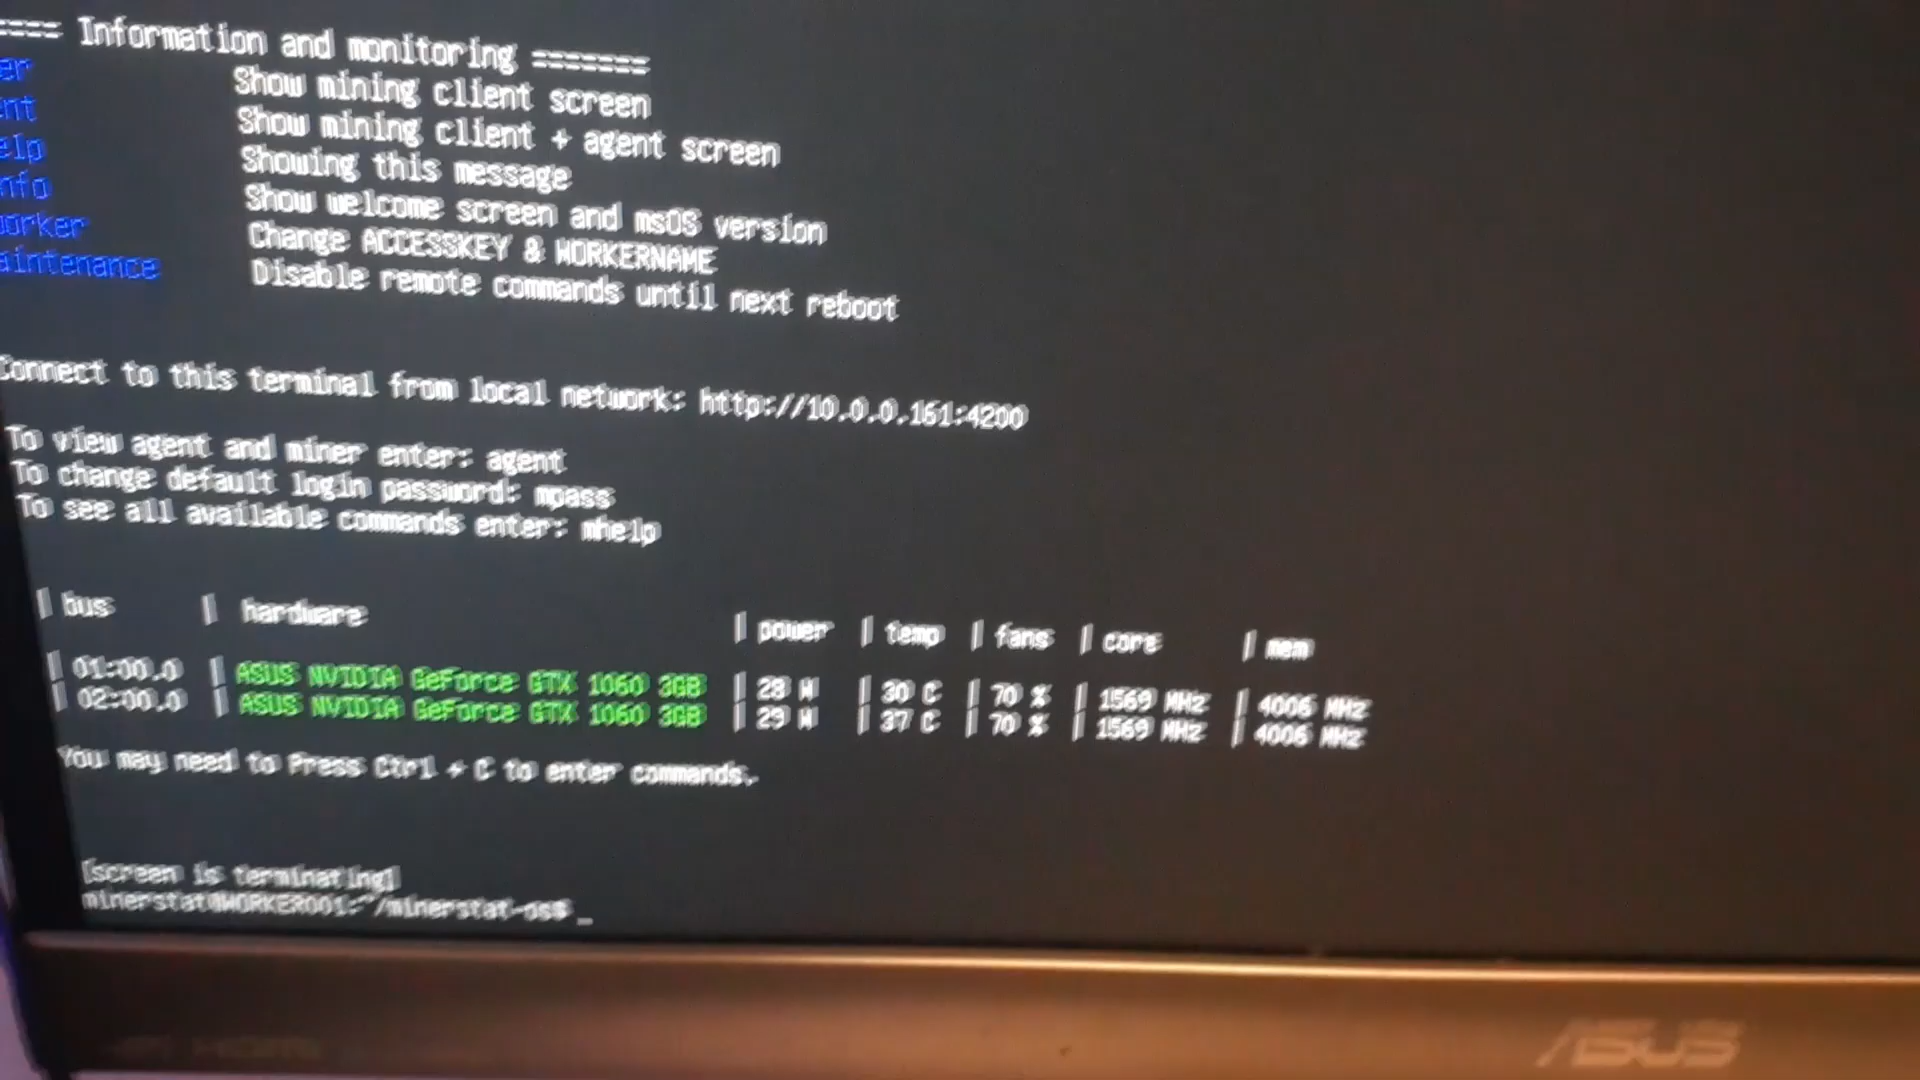 ==== Information and monitoring =======
er Show mining client screen
ent Show mining client + agent screen
elp Showing this message
nfo Show welcome screen and msOS version
worker Change ACCESSKEY & WORKERNAME
aintenance Disable remote commands until next reboot
Connect to this terminal from local network: http://10.0.0.161:4200
To view agent and miner enter: agent
To change default login password: mpass
To see all available commands enter: mhelp
| bus | hardware | power | temp | fans | core | mem
| 01:00.0 | ASUS NVIDIA GeForce GTX 1060 3GB | 28 W | 30 C | 70 % | 1569 MHz | 4006 MHz
| 02:00.0 | ASUS NVIDIA GeForce GTX 1060 3GB | 29 W | 37 C | 70 % | 1569 MHz | 4006 MHz
You may need to Press Ctrl + C to enter commands.
[screen is terminating]
minerstat@WORKER001:~/minerstat-os$ _
ASUS
HDMI